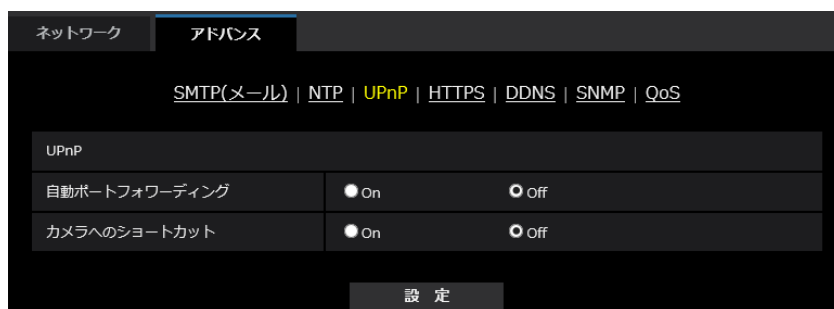 ネットワーク アドバンス
SMTP(メール) | NTP | UPnP | HTTPS | DDNS | SNMP | QoS
UPnP
自動ポートフォワーディング On Off
カメラへのショートカット On Off
設 定